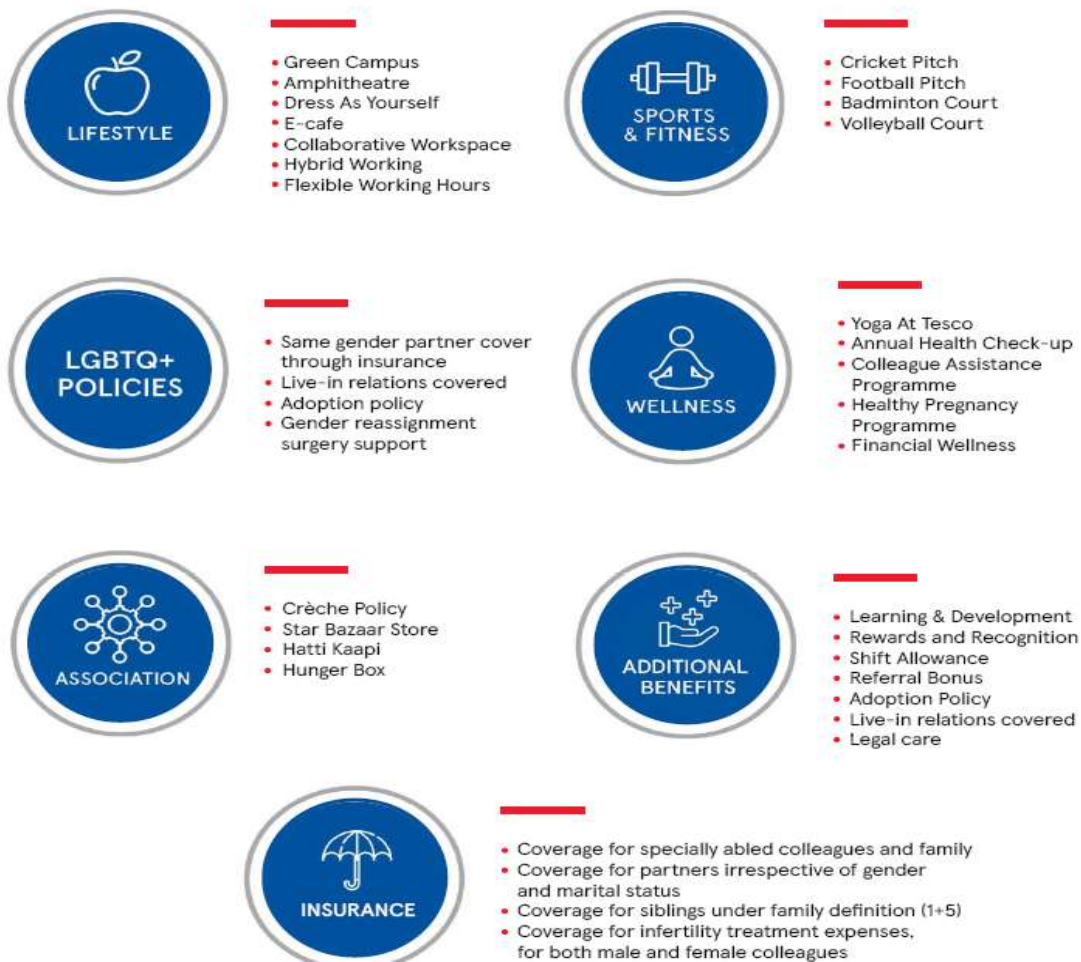 LIFESTYLE
• Green Campus
• Amphitheatre
• Dress As Yourself
• E-cafe
• Collaborative Workspace
• Hybrid Working
• Flexible Working Hours
SPORTS
& FITNESS
• Cricket Pitch
• Football Pitch
• Badminton Court
• Volleyball Court
LGBTQ+
POLICIES
• Same gender partner cover
through insurance
• Live-in relations covered
• Adoption policy
• Gender reassignment
surgery support
WELLNESS
• Yoga At Tesco
• Annual Health Check-up
• Colleague Assistance
Programme
• Healthy Pregnancy
Programme
• Financial Wellness
ASSOCIATION
• Crèche Policy
• Star Bazaar Store
• Hatti Kaapi
• Hunger Box
ADDITIONAL
BENEFITS
• Learning & Development
• Rewards and Recognition
• Shift Allowance
• Referral Bonus
• Adoption Policy
• Live-in relations covered
• Legal care
INSURANCE
• Coverage for specially abled colleagues and family
• Coverage for partners irrespective of gender
and marital status
• Coverage for siblings under family definition (1+5)
• Coverage for infertility treatment expenses,
for both male and female colleagues